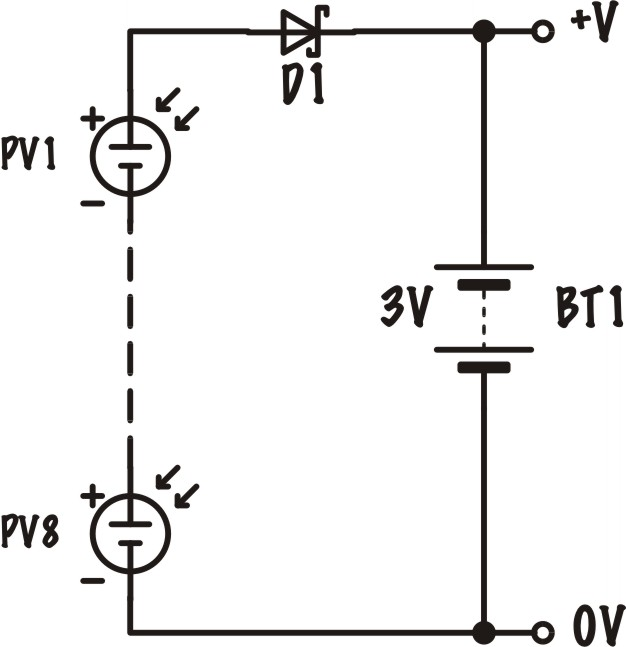 +V
D1
+
PV1
−
3V
BT1
+
PV8
−
0V